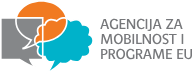 AGENCIJA ZA
MOBILNOST I
PROGRAME EU